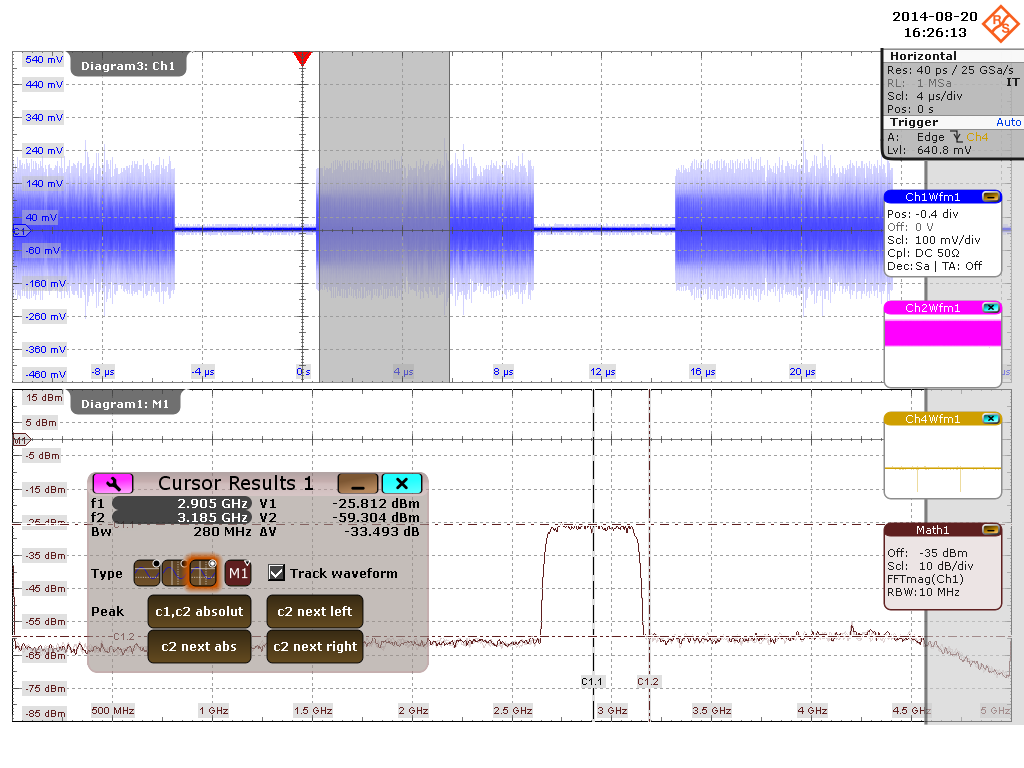 2014-08-20
16:26:13
R&S
Diagram3: Ch1
540 mV
440 mV
340 mV
240 mV
140 mV
40 mV
C1
-60 mV
-160 mV
-260 mV
-360 mV
-460 mV
-8 µs
-4 µs
0 s
4 µs
8 µs
12 µs
16 µs
20 µs
µs
Horizontal
Res: 40 ps / 25 GSa/s
RL: 1 MSa
IT
Scl: 4 µs/div
Pos: 0 s
Trigger
Auto
A: Edge Ch4
Lvl: 640.8 mV
Ch1Wfm1
Pos: -0.4 div
Off: 0 V
Scl: 100 mV/div
Cpl: DC 50Ω
Dec: Sa | TA: Off
Ch2Wfm1
Ch4Wfm1
Math1
Off: -35 dBm
Scl: 10 dB/div
FFTmag(Ch1)
RBW: 10 MHz
Diagram1: M1
15 dBm
5 dBm
M1
-5 dBm
-15 dBm
-25 dBm
-35 dBm
-45 dBm
-55 dBm
-65 dBm
-75 dBm
-85 dBm
Cursor Results 1
f1 2.905 GHz V1 -25.812 dBm
f2 3.185 GHz V2 -59.304 dBm
Bw 280 MHz ΔV -33.493 dB
Type M1 Track waveform
Peak c1,c2 absolut c2 next left
c2 next abs c2 next right
C1.2
C1.1
C1.2
500 MHz
1 GHz
1.5 GHz
2 GHz
2.5 GHz
3 GHz
3.5 GHz
4 GHz
4.5 GHz
5 GHz